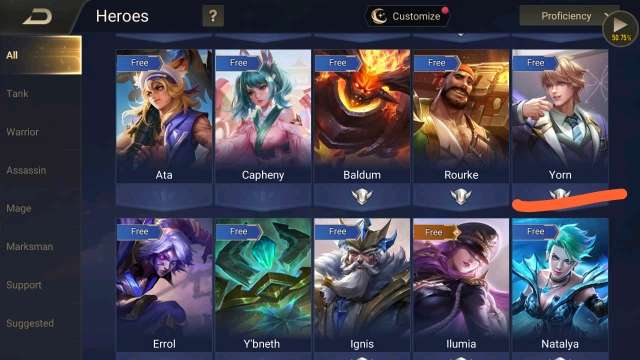 Heroes
?
Customize
Proficiency
50.75%
All
Tank
Warrior
Assassin
Mage
Marksman
Support
Suggested
Free
Free
Free
Free
Free
Ata
Capheny
Baldum
Rourke
Yorn
Free
Free
Free
Free
Free
Errol
Y'bneth
Ignis
Ilumia
Natalya